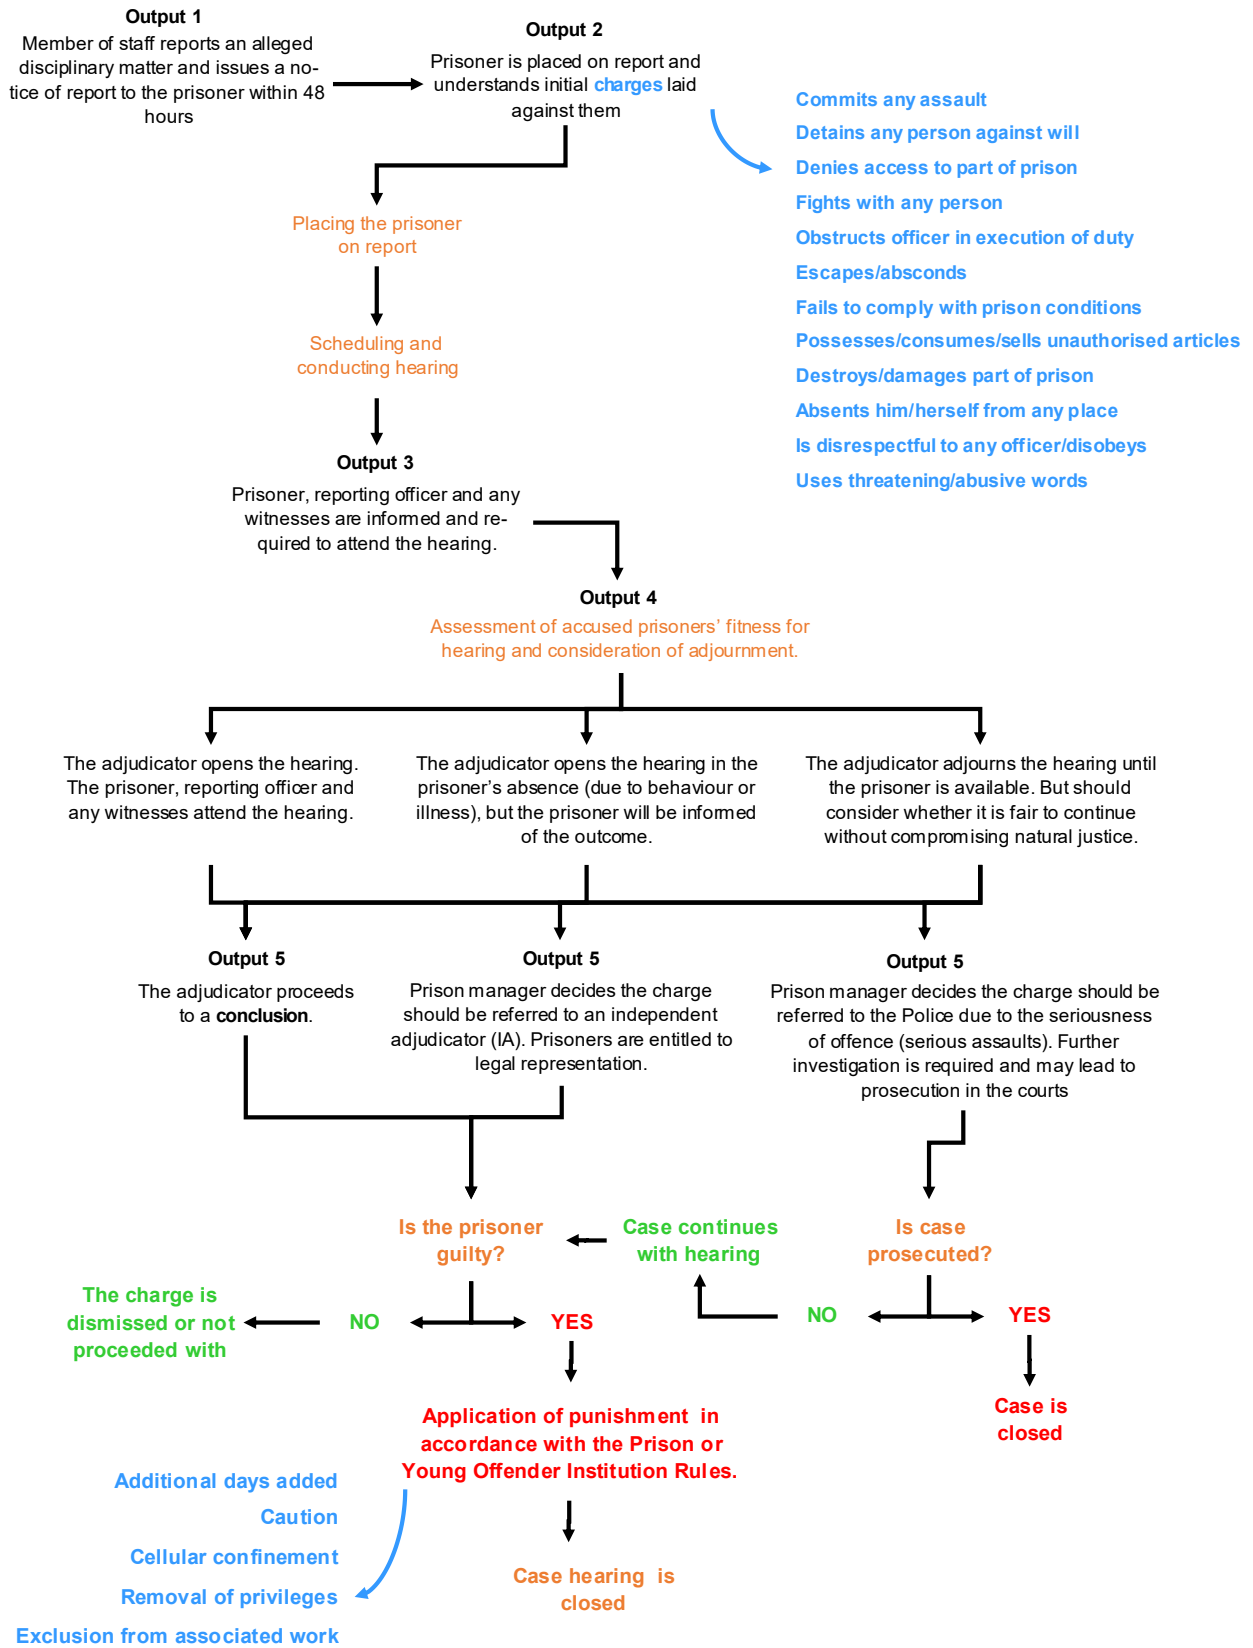 Output 1
Member of staff reports an alleged
disciplinary matter and issues a no-
tice of report to the prisoner within 48
hours
Output 2
Prisoner is placed on report and
understands initial charges laid
against them
Commits any assault
Detains any person against will
Denies access to part of prison
Fights with any person
Obstructs officer in execution of duty
Escapes/absconds
Fails to comply with prison conditions
Possesses/consumes/sells unauthorised articles
Destroys/damages part of prison
Absents him/herself from any place
Is disrespectful to any officer/disobeys
Uses threatening/abusive words
Placing the prisoner
on report
Scheduling and
conducting hearing
Output 3
Prisoner, reporting officer and any
witnesses are informed and re-
quired to attend the hearing.
Output 4
Assessment of accused prisoners' fitness for
hearing and consideration of adjournment.
The adjudicator opens the hearing.
The prisoner, reporting officer and
any witnesses attend the hearing.
The adjudicator opens the hearing in the
prisoner's absence (due to behaviour or
illness), but the prisoner will be informed
of the outcome.
The adjudicator adjourns the hearing until
the prisoner is available. But should
consider whether it is fair to continue
without compromising natural justice.
Output 5
The adjudicator proceeds
to a conclusion.
Output 5
Prison manager decides the charge
should be referred to an independent
adjudicator (IA). Prisoners are entitled to
legal representation.
Output 5
Prison manager decides the charge should be
referred to the Police due to the seriousness
of offence (serious assaults). Further
investigation is required and may lead to
prosecution in the courts
Is the prisoner
guilty?
Case continues
with hearing
Is case
prosecuted?
The charge is
dismissed or not
proceeded with
NO
YES
NO
YES
Case is
closed
Application of punishment in
accordance with the Prison or
Young Offender Institution Rules.
Additional days added
Caution
Cellular confinement
Removal of privileges
Exclusion from associated work
Case hearing is
closed